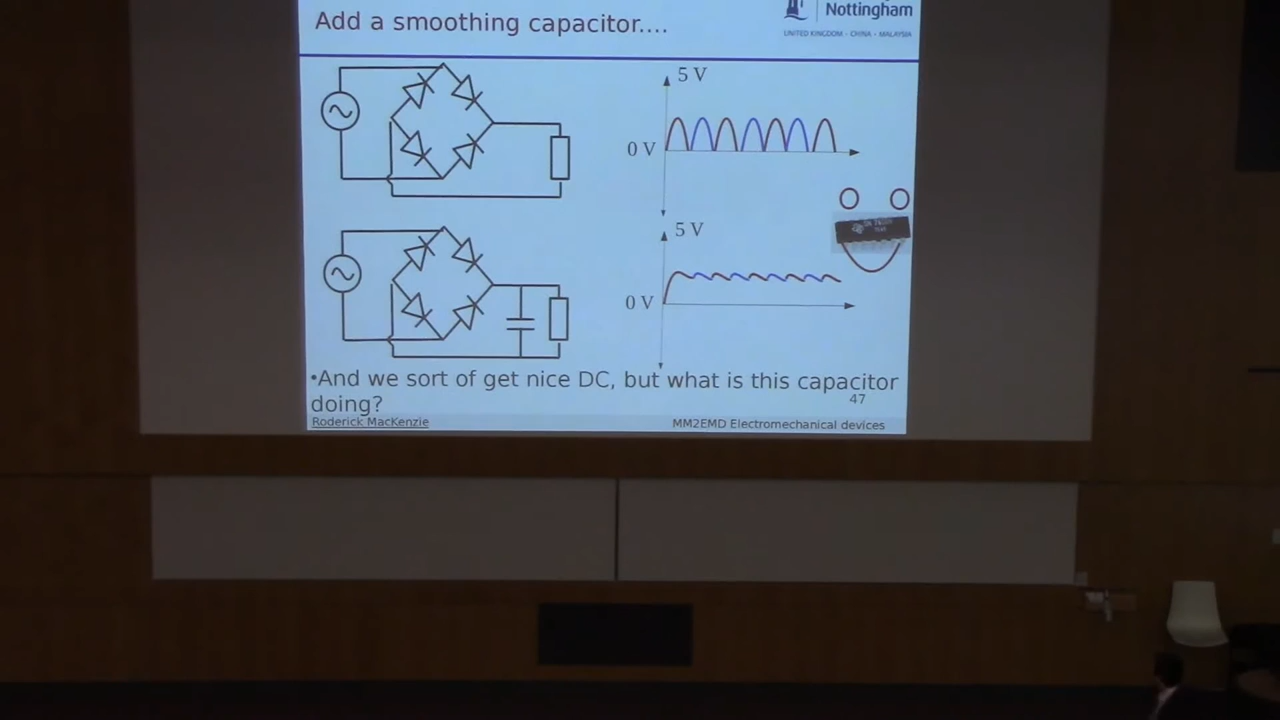 Add a smoothing capacitor....
Nottingham
UNITED KINGDOM · CHINA · MALAYSIA
5 V
0 V
5 V
0 V
•And we sort of get nice DC, but what is this capacitor
doing?
47
Roderick MacKenzie
MM2EMD Electromechanical devices